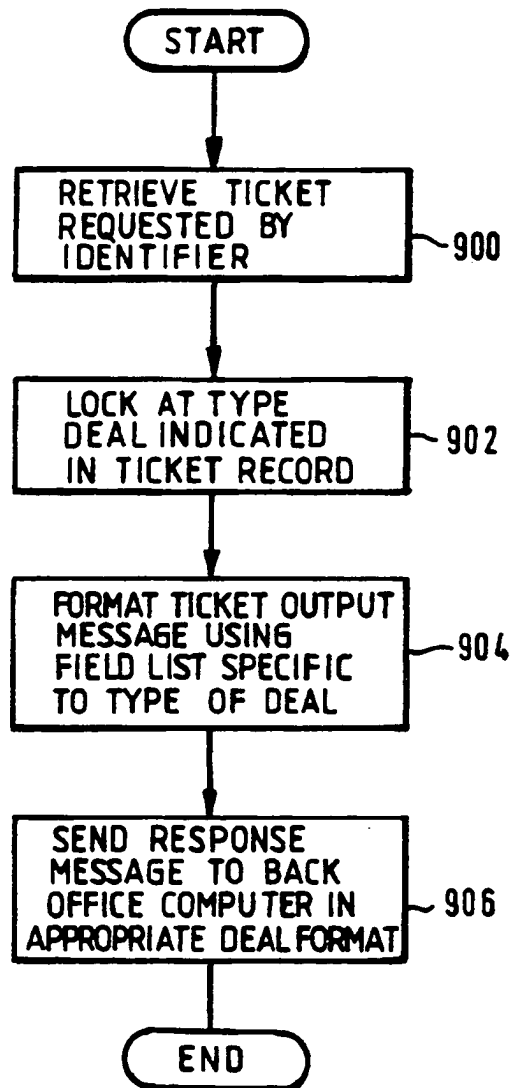 START
RETRIEVE TICKET
REQUESTED BY
IDENTIFIER
900
LOCK AT TYPE
DEAL INDICATED
IN TICKET RECORD
902
FORMAT TICKET OUTPUT
MESSAGE USING
FIELD LIST SPECIFIC
TO TYPE OF DEAL
904
SEND RESPONSE
MESSAGE TO BACK
OFFICE COMPUTER IN
APPROPRIATE DEAL FORMAT
906
END